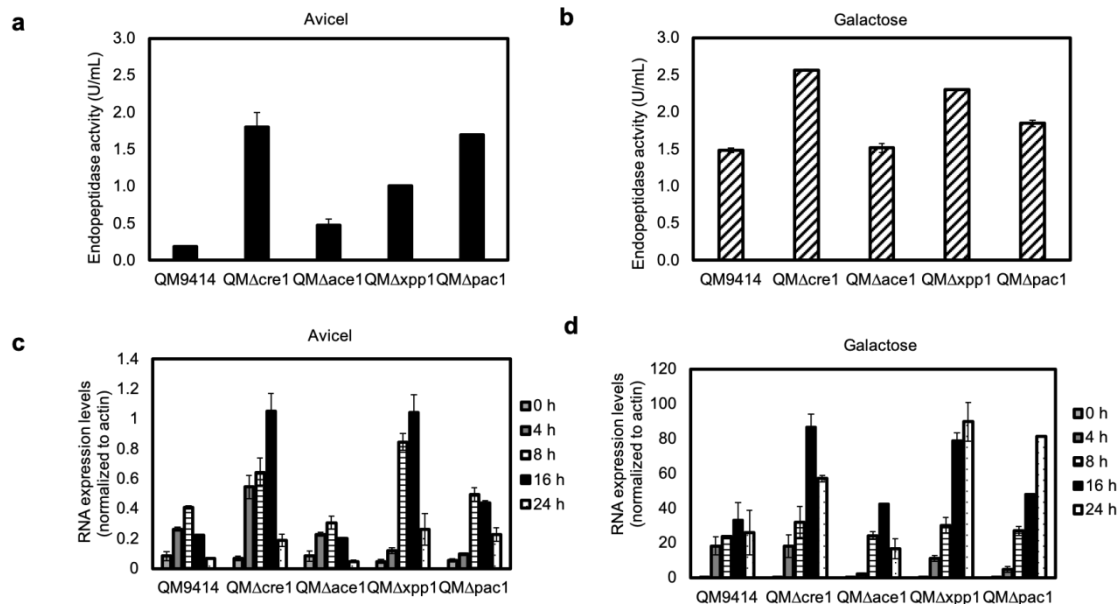 a
Avicel
Endopeptidase actvity (U/mL)
3.0
2.5
2.0
1.5
1.0
0.5
0.0
QM9414 QMΔcre1 QMΔace1 QMΔxpp1 QMΔpac1
b
Galactose
Endopeptidase actvity (U/mL)
3.0
2.5
2.0
1.5
1.0
0.5
0.0
QM9414 QMΔcre1 QMΔace1 QMΔxpp1 QMΔpac1
c
Avicel
RNA expression levels
(normalized to actin)
1.4
1.2
1
0.8
0.6
0.4
0.2
0
QM9414 QMΔcre1 QMΔace1 QMΔxpp1 QMΔpac1
0 h
4 h
8 h
16 h
24 h
d
Galactose
RNA expression levels
(normalized to actin)
120
100
80
60
40
20
0
QM9414 QMΔcre1 QMΔace1 QMΔxpp1 QMΔpac1
0 h
4 h
8 h
16 h
24 h